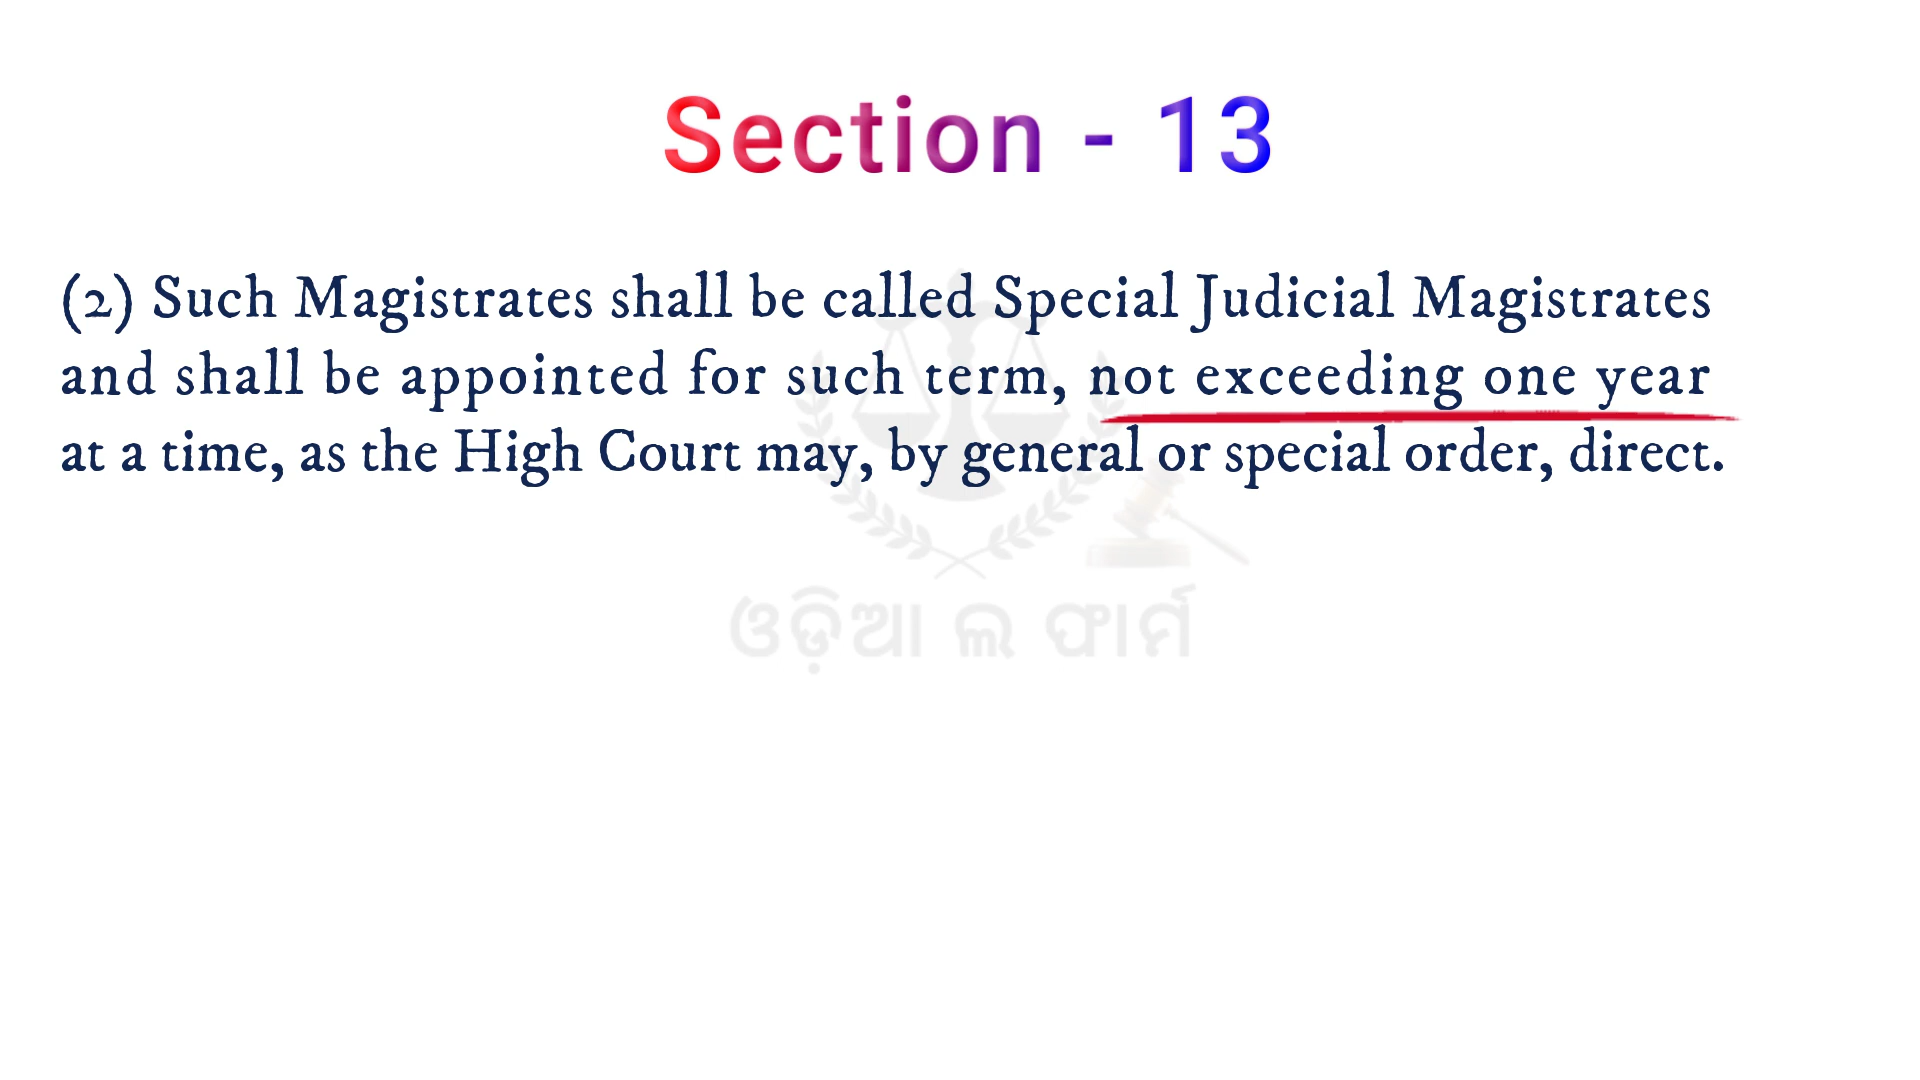 Section - 13
(2) Such Magistrates shall be called Special Judicial Magistrates
and shall be appointed for such term, not exceeding one year
at a time, as the High Court may, by general or special order, direct.
ଓଡ଼ିଆ ଲ ଫାର୍ମ